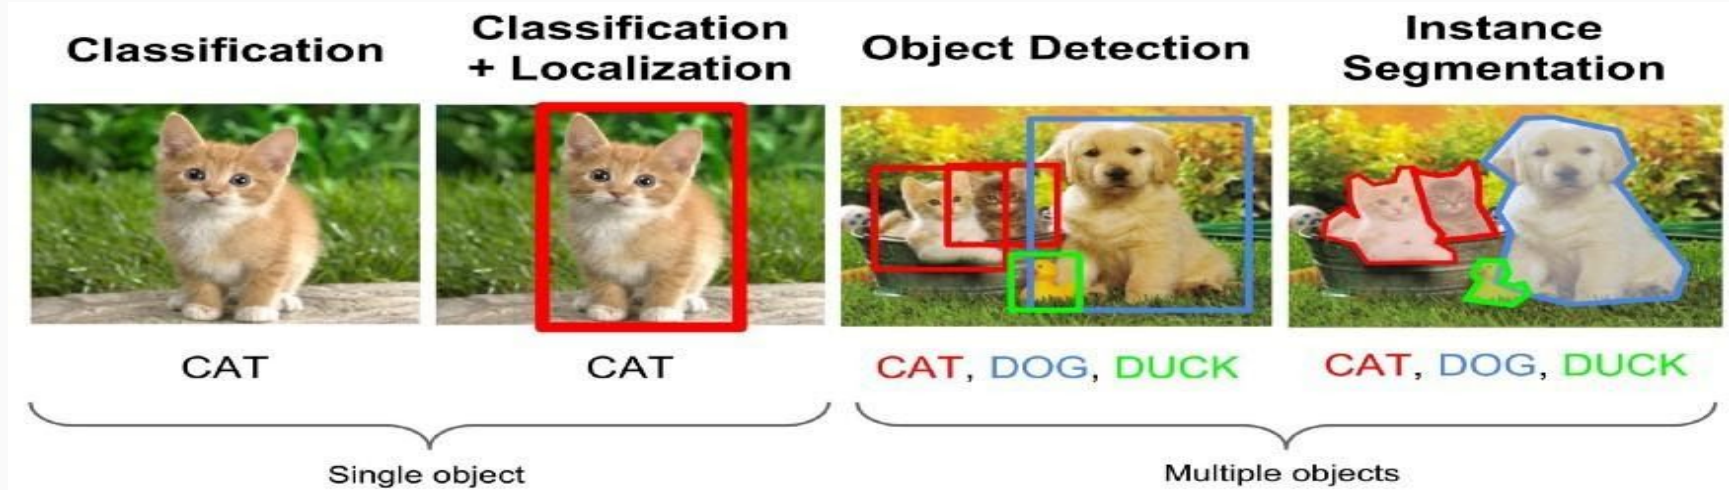 Classification
Classification
+ Localization
Object Detection
Instance
Segmentation
CAT
CAT
CAT, DOG, DUCK
CAT, DOG, DUCK
Single object
Multiple objects